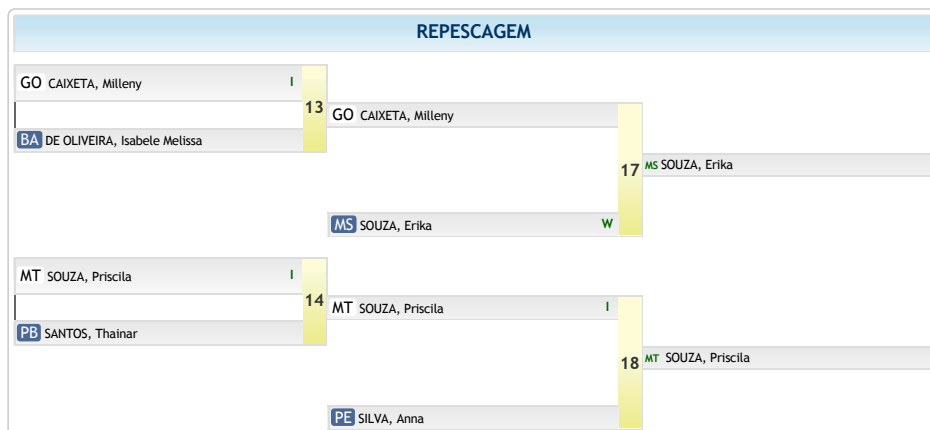 REPESCAGEM
GO CAIXETA, Milleny I
13
BA DE OLIVEIRA, Isabele Melissa
GO CAIXETA, Milleny
17
MS SOUZA, Erika
MS SOUZA, Erika W
MT SOUZA, Priscila I
14
PB SANTOS, Thainar
MT SOUZA, Priscila I
18
MT SOUZA, Priscila
PE SILVA, Anna